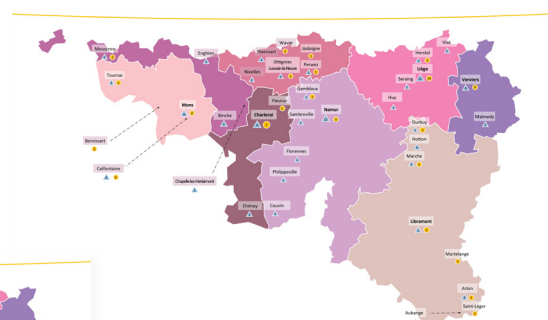 Mouscron
Tournai
Enghien
Mons
Bernissart
Colfontaine
Binche
Chapelle-lez-Herlaimont
Nivelles
Wavre
Jodoigne
Ottignies
Louvain-la-Neuve
Perwez
Gembloux
Fleurus
Charleroi
Sambreville
Namur
Florennes
Philippeville
Chimay
Couvin
Visé
Herstal
Liège
Seraing
Huy
Verviers
Malmedy
Durbuy
Hotton
Marche
Libramont
Martelange
Arlon
Saint-Léger
Aubange